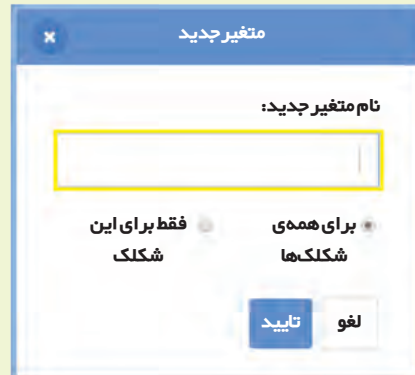 متغیر جدید
نام متغیر جدید:
برای همه‌ی شکلک‌ها
فقط برای این شکلک
لغو
تایید